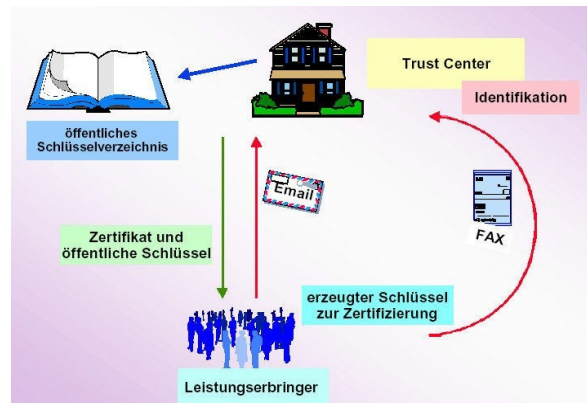 Trust Center
Identifikation
öffentliches
Schlüsselverzeichnis
Email
FAX
Zertifikat und
öffentliche Schlüssel
erzeugter Schlüssel
zur Zertifizierung
Leistungserbringer